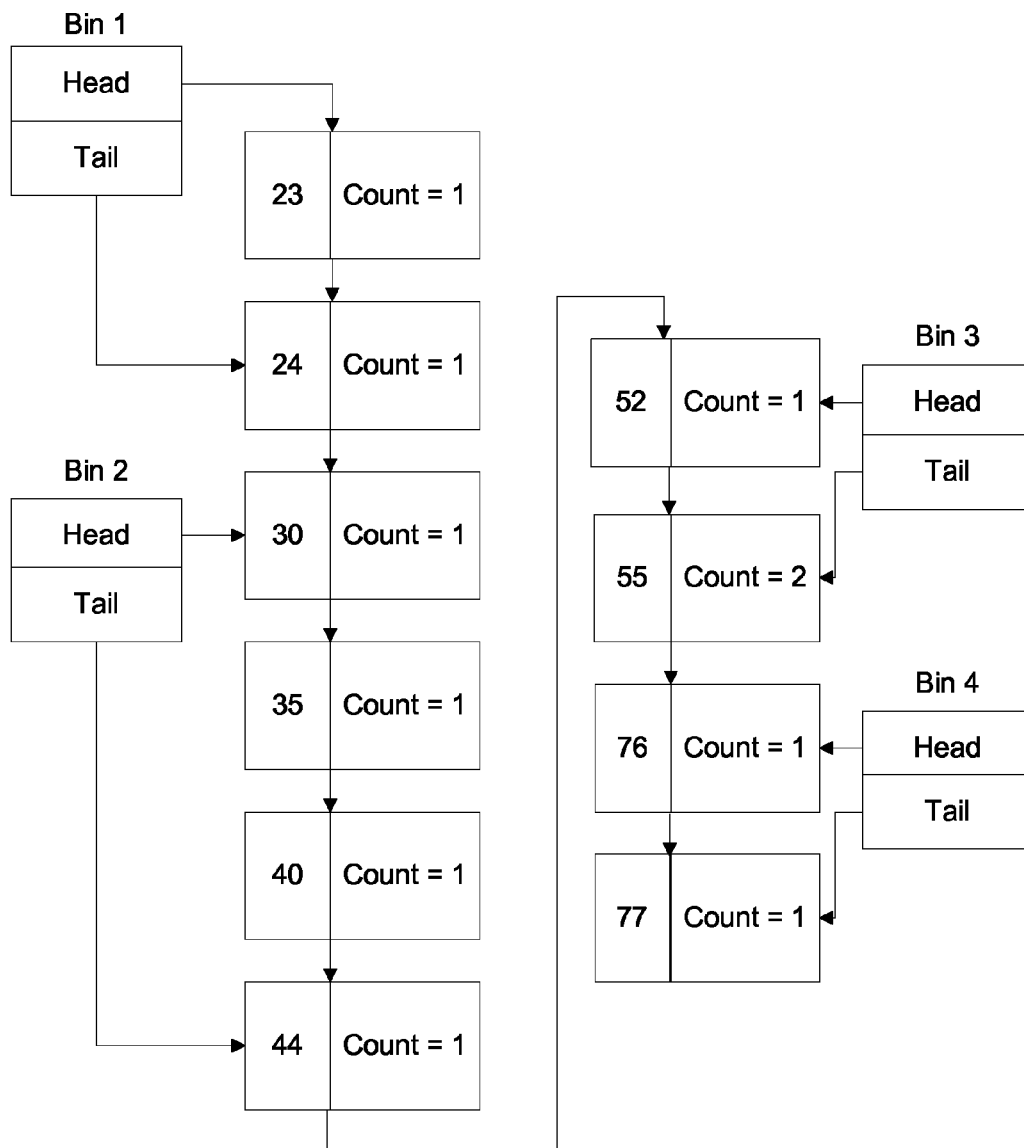 Bin 1
Head
Tail
23 Count = 1
24 Count = 1
Bin 2
Head
Tail
30 Count = 1
35 Count = 1
40 Count = 1
44 Count = 1
52 Count = 1
Bin 3
Head
Tail
55 Count = 2
76 Count = 1
Bin 4
Head
Tail
77 Count = 1